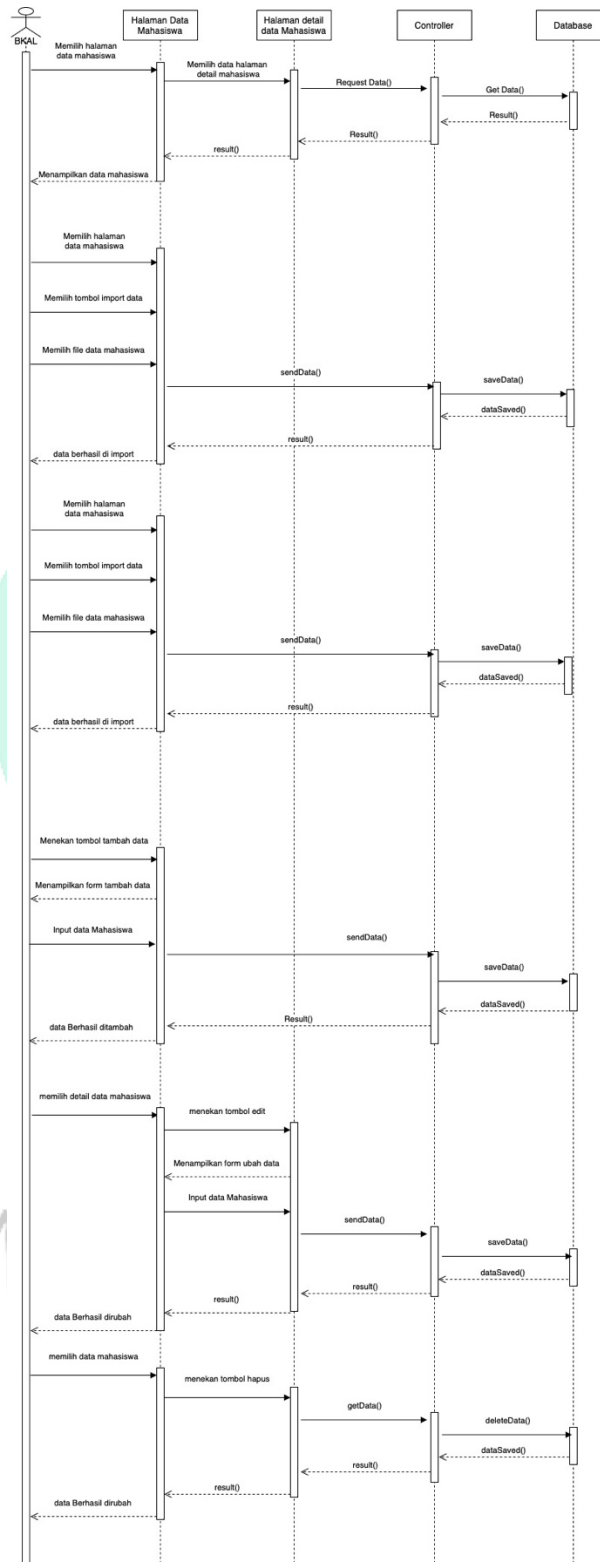 BKAL
Halaman Data
Mahasiswa
Halaman detail
data Mahasiswa
Controller
Database
Memilih halaman
data mahasiswa
Memilih data halaman
detail mahasiswa
Request Data()
Get Data()
Result()
Result()
result()
Menampilkan data mahasiswa
Memilih halaman
data mahasiswa
Memilih tombol import data
Memilih file data mahasiswa
sendData()
saveData()
dataSaved()
result()
data berhasil di import
Memilih halaman
data mahasiswa
Memilih tombol import data
Memilih file data mahasiswa
sendData()
saveData()
dataSaved()
result()
data berhasil di import
Menekan tombol tambah data
Menampilkan form tambah data
Input data Mahasiswa
sendData()
saveData()
dataSaved()
Result()
data Berhasil ditambah
memilih detail data mahasiswa
menekan tombol edit
Menampilkan form ubah data
Input data Mahasiswa
sendData()
saveData()
dataSaved()
result()
result()
data Berhasil dirubah
memilih data mahasiswa
menekan tombol hapus
getData()
deleteData()
dataSaved()
result()
result()
data Berhasil dirubah